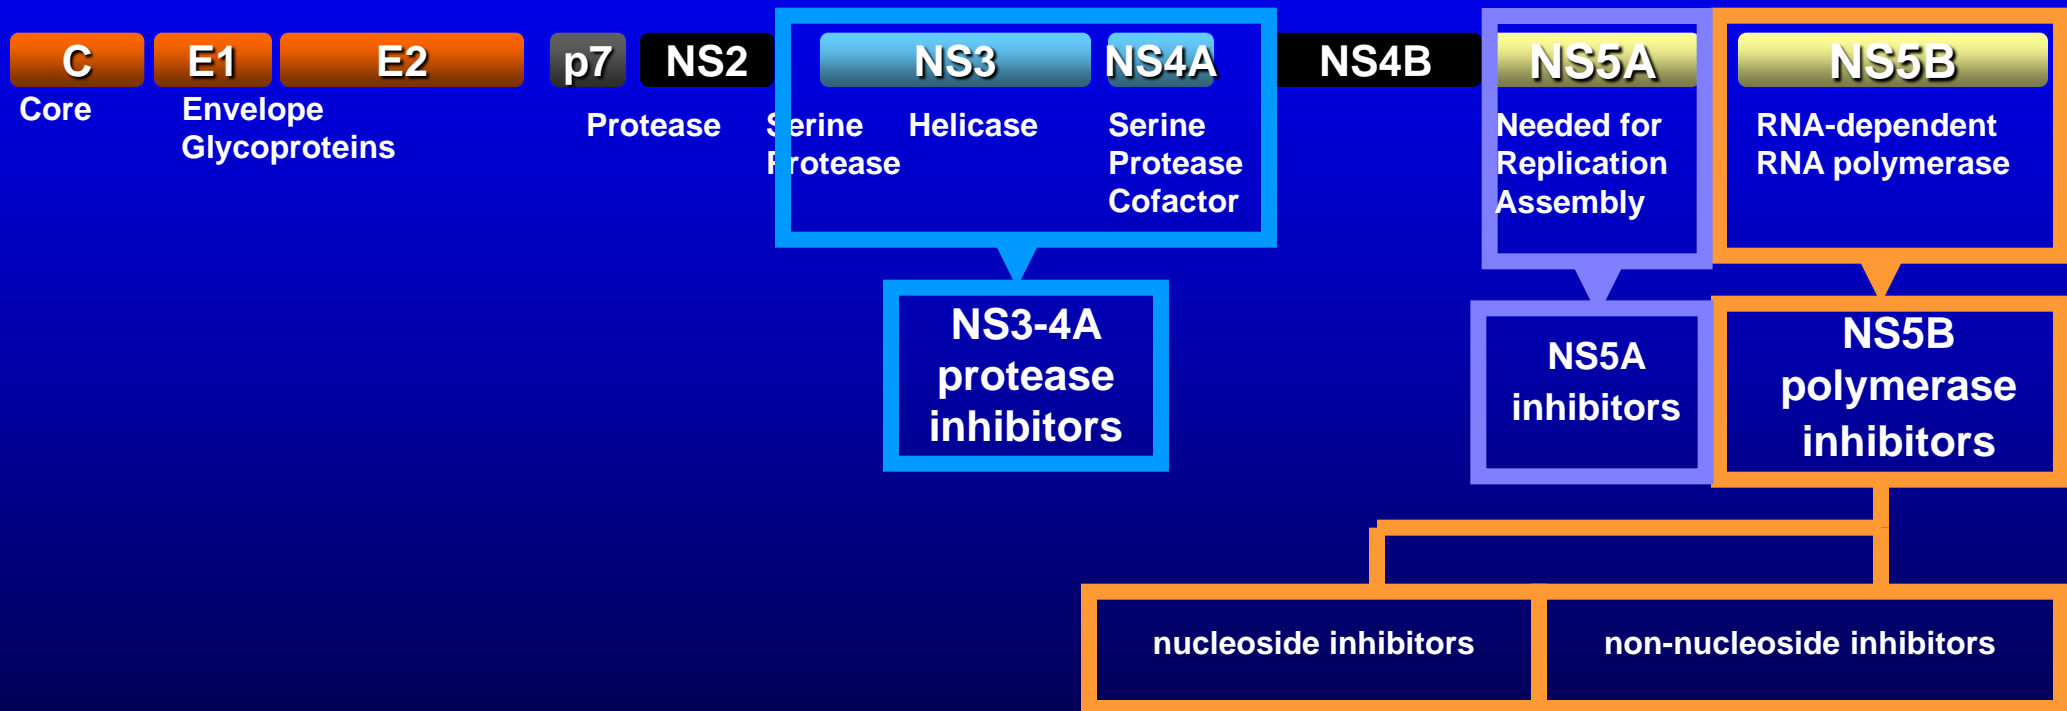 C E1 E2 p7 NS2 NS3 NS4A NS4B NS5A NS5B
Core
Envelope
Glycoproteins
Protease
Serine
Protease
Helicase
Serine
Protease
Cofactor
Needed for
Replication
Assembly
RNA-dependent
RNA polymerase
NS3-4A
protease
inhibitors
NS5A
inhibitors
NS5B
polymerase
inhibitors
nucleoside inhibitors
non-nucleoside inhibitors